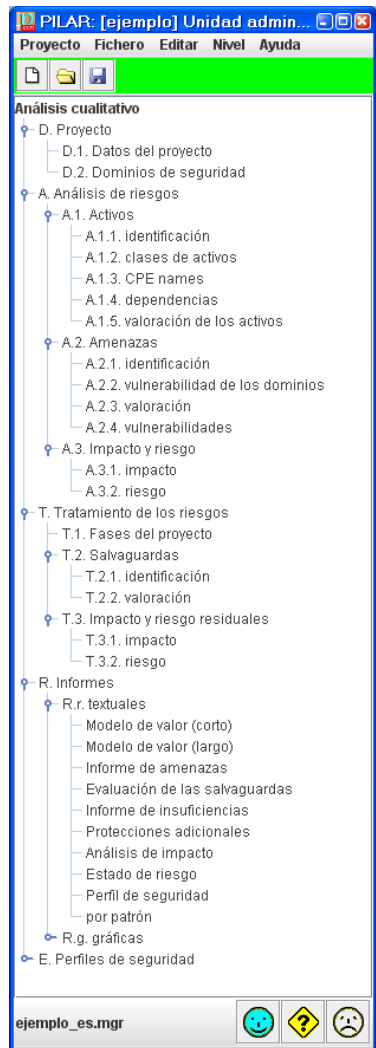 PILAR: [ejemplo] Unidad admin...
Proyecto Fichero Editar Nivel Ayuda
Análisis cualitativo
D. Proyecto
D.1. Datos del proyecto
D.2. Dominios de seguridad
A. Análisis de riesgos
A.1. Activos
A.1.1. identificación
A.1.2. clases de activos
A.1.3. CPE names
A.1.4. dependencias
A.1.5. valoración de los activos
A.2. Amenazas
A.2.1. identificación
A.2.2. vulnerabilidad de los dominios
A.2.3. valoración
A.2.4. vulnerabilidades
A.3. Impacto y riesgo
A.3.1. impacto
A.3.2. riesgo
T. Tratamiento de los riesgos
T.1. Fases del proyecto
T.2. Salvaguardas
T.2.1. identificación
T.2.2. valoración
T.3. Impacto y riesgo residuales
T.3.1. impacto
T.3.2. riesgo
R. Informes
R.r. textuales
Modelo de valor (corto)
Modelo de valor (largo)
Informe de amenazas
Evaluación de las salvaguardas
Informe de insuficiencias
Protecciones adicionales
Análisis de impacto
Estado de riesgo
Perfil de seguridad
por patrón
R.g. gráficas
E. Perfiles de seguridad
ejemplo_es.mgr